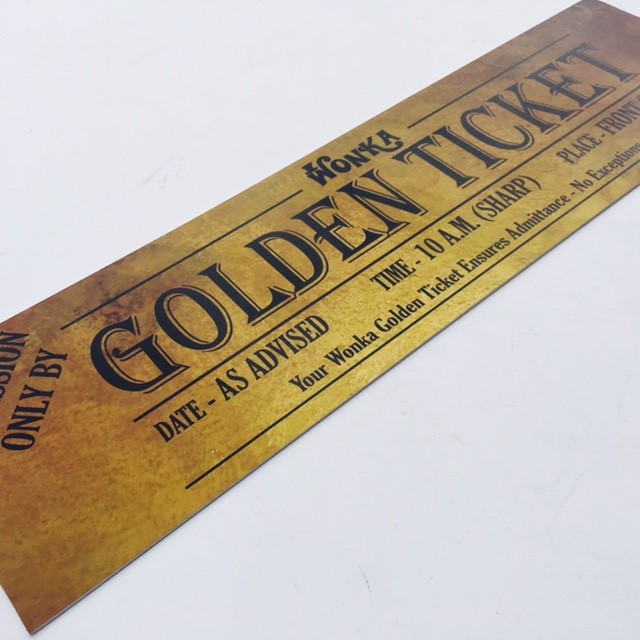 WONKA
GOLDEN TICKET
DATE - AS ADVISED TIME - 10 A.M. (SHARP) PLACE - FRONT
Your Wonka Golden Ticket Ensures Admittance - No Exceptions
ONLY BY